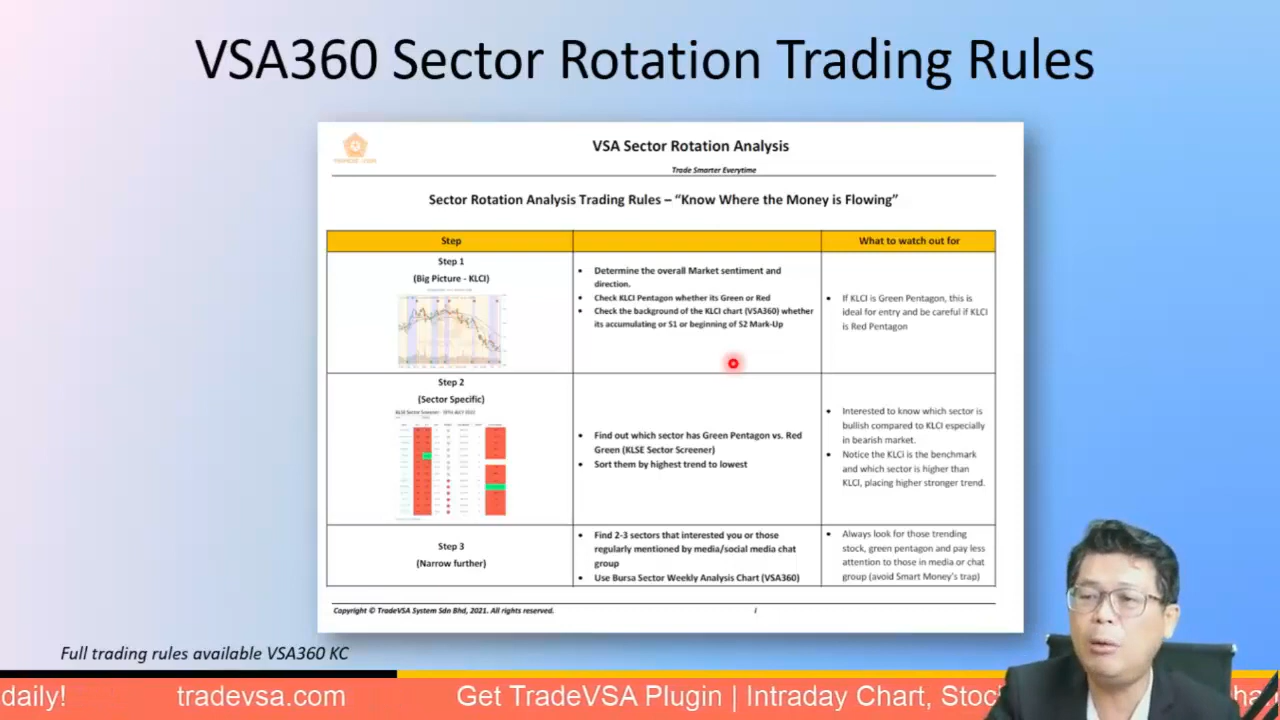 VSA360 Sector Rotation Trading Rules
TRADE VSA
VSA Sector Rotation Analysis
Trade Smarter Everytime
Sector Rotation Analysis Trading Rules – “Know Where the Money is Flowing”
Step
What to watch out for
Step 1
(Big Picture - KLCI)
• Determine the overall Market sentiment and
direction.
• Check KLCI Pentagon whether its Green or Red
• Check the background of the KLCI chart (VSA360) whether
its accumulating or S1 or beginning of S2 Mark-Up
• If KLCI is Green Pentagon, this is
ideal for entry and be careful if KLCI
is Red Pentagon
Step 2
(Sector Specific)
• Find out which sector has Green Pentagon vs. Red
Green (KLSE Sector Screener)
• Sort them by highest trend to lowest
• Interested to know which sector is
bullish compared to KLCI especially
in bearish market.
• Notice the KLCI is the benchmark
and which sector is higher than
KLCI, placing higher stronger trend.
Step 3
(Narrow further)
• Find 2-3 sectors that interested you or those
regularly mentioned by media/social media chat
group
• Use Bursa Sector Weekly Analysis Chart (VSA360)
• Always look for those trending
stock, green pentagon and pay less
attention to those in media or chat
group (avoid Smart Money's trap)
Copyright © TradeVSA System Sdn Bhd, 2021. All rights reserved.
i
Full trading rules available VSA360 KC
daily! tradevsa.com Get TradeVSA Plugin | Intraday Chart,